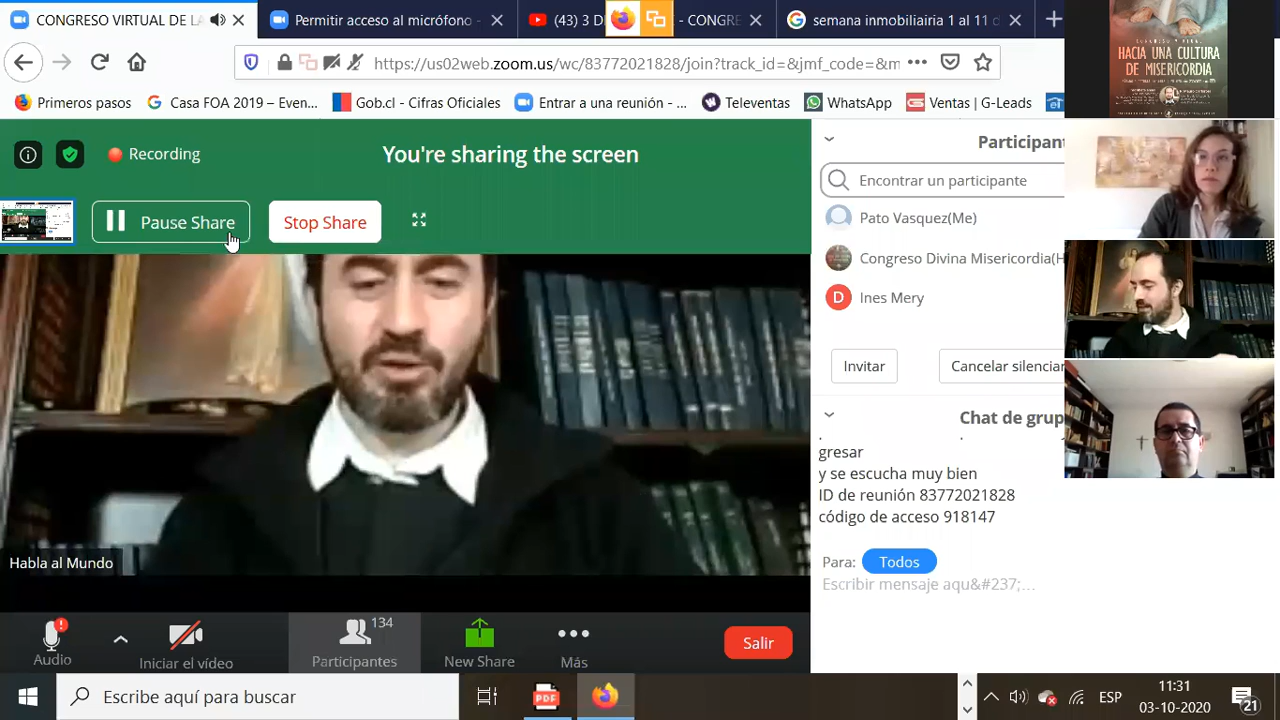 CONGRESO VIRTUAL DE LA
Permitir acceso al micrófono -
(43) 3 D
- CONGRE
semana inmobiliairia 1 al 11 d
https://us02web.zoom.us/wc/83772021828/join?track_id=&jmf_code=&m
Primeros pasos
Casa FOA 2019 – Even...
Gob.cl - Cifras Oficiales
Entrar a una reunión - ...
Televentas
WhatsApp
Ventas | G-Leads
HACIA UNA CULTURA
DE MISERICORDIA
Recording
You're sharing the screen
Pause Share
Stop Share
Habla al Mundo
Participant
Encontrar un participante
Pato Vasquez(Me)
Congreso Divina Misericordia(H
D
Ines Mery
Invitar
Cancelar silenciar
Chat de grup
gresar
y se escucha muy bien
ID de reunión 83772021828
código de acceso 918147
Para: Todos
Escribir mensaje aqu&#237;...
Audio
Iniciar el vídeo
134
Participantes
New Share
Más
Salir
Escribe aquí para buscar
PDF
ESP
11:31
03-10-2020
21